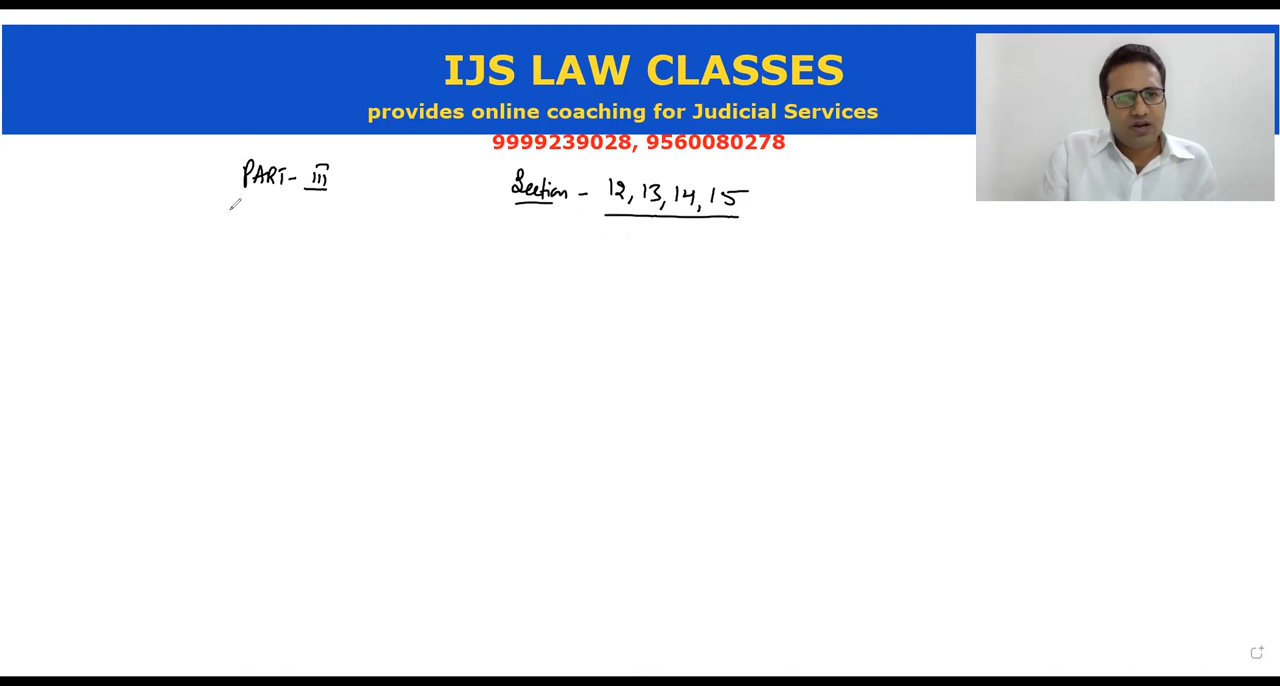 IJS LAW CLASSES
provides online coaching for Judicial Services
9999239028, 9560080278
PART- III
Section - 12, 13, 14, 15